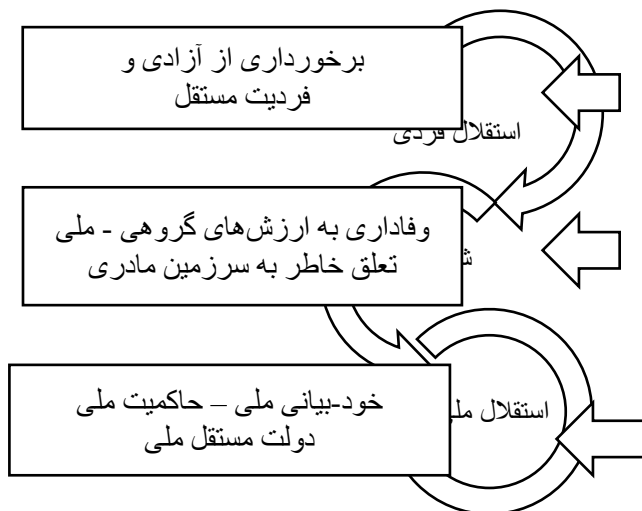 برخورداری از آزادی و
فردیت مستقل
استقلال فردی
وفاداری به ارزش‌های گروهی - ملی
تعلق خاطر به سرزمین مادری
خود-بیانی ملی – حاکمیت ملی
دولت مستقل ملی
استقلال